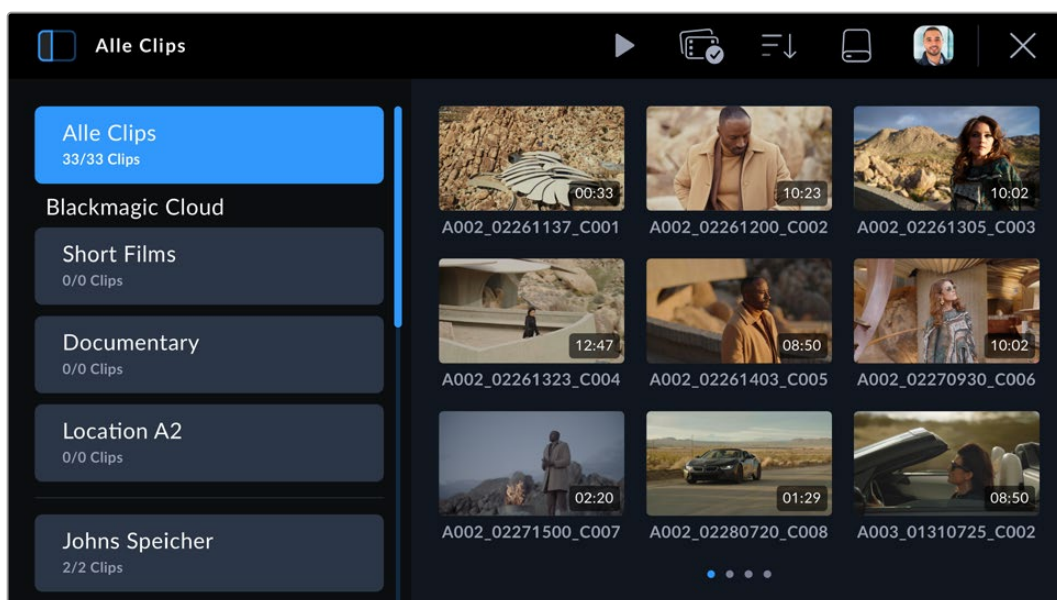 Alle Clips
Alle Clips
33/33 Clips
Blackmagic Cloud
Short Films
0/0 Clips
Documentary
0/0 Clips
Location A2
0/0 Clips
Johns Speicher
2/2 Clips
00:33
10:23
10:02
A002_02261137_C001
A002_02261200_C002
A002_02261305_C003
12:47
08:50
10:02
A002_02261323_C004
A002_02261403_C005
A002_02270930_C006
02:20
01:29
08:50
A002_02271500_C007
A002_02280720_C008
A003_01310725_C002